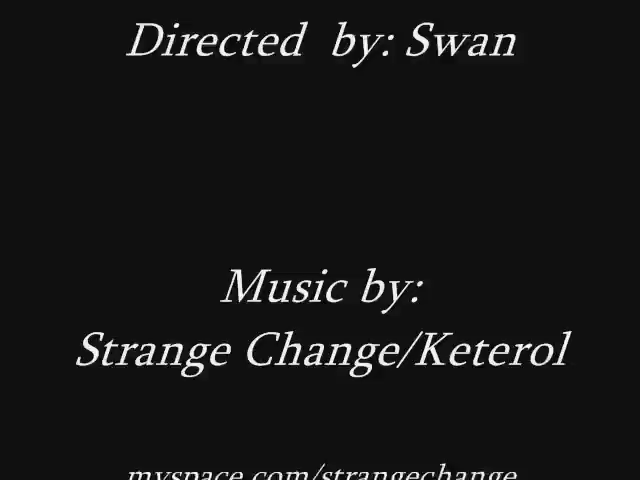 Directed by: Swan
Music by:
Strange Change/Keterol
myspace.com/strangechange